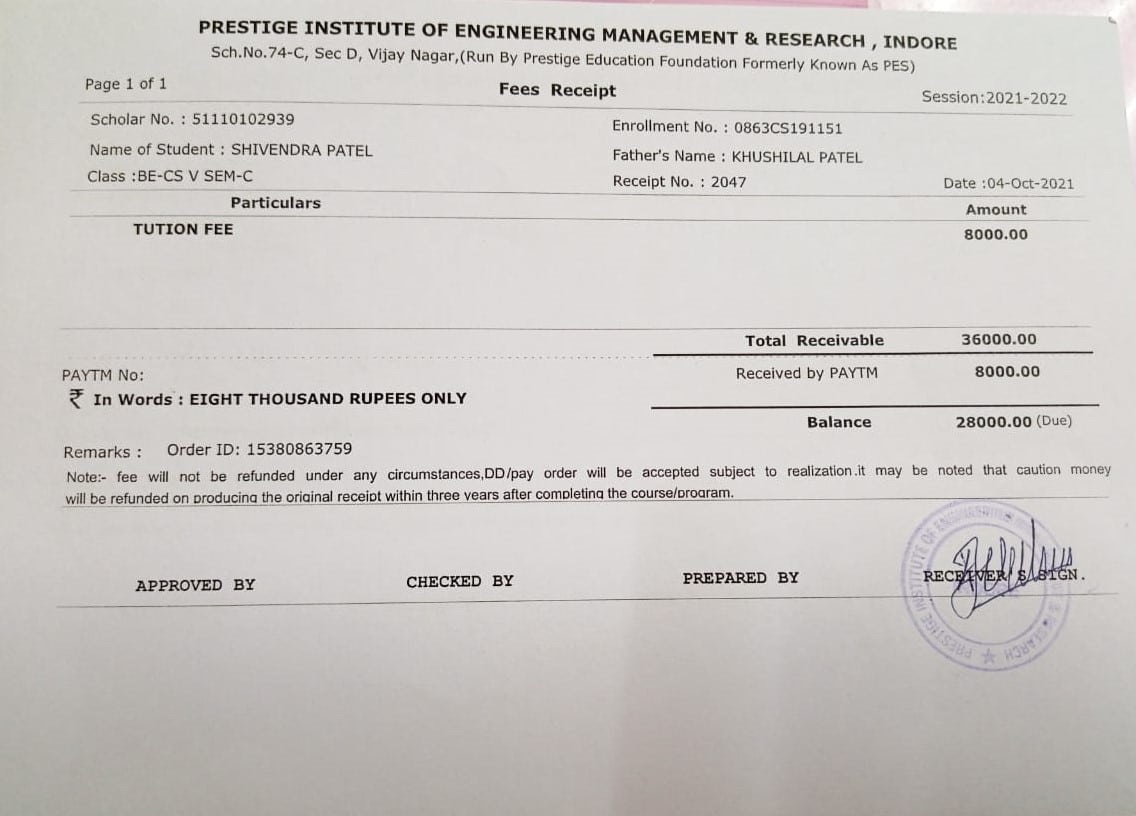 PRESTIGE INSTITUTE OF ENGINEERING MANAGEMENT & RESEARCH , INDORE
Sch.No.74-C, Sec D, Vijay Nagar,(Run By Prestige Education Foundation Formerly Known As PES)
Page 1 of 1 Fees Receipt Session:2021-2022
Scholar No. : 51110102939 Enrollment No. : 0863CS191151
Name of Student : SHIVENDRA PATEL Father's Name : KHUSHILAL PATEL
Class :BE-CS V SEM-C Receipt No. : 2047 Date :04-Oct-2021
Particulars Amount
TUTION FEE 8000.00
Total Receivable 36000.00
PAYTM No: Received by PAYTM 8000.00
₹ In Words : EIGHT THOUSAND RUPEES ONLY
Balance 28000.00 (Due)
Remarks : Order ID: 15380863759
Note:- fee will not be refunded under any circumstances,DD/pay order will be accepted subject to realization.it may be noted that caution money
will be refunded on producing the original receipt within three years after completing the course/program.
APPROVED BY CHECKED BY PREPARED BY RECEIVER'S SIGN.
PRESTIGE INSTITUTE OF